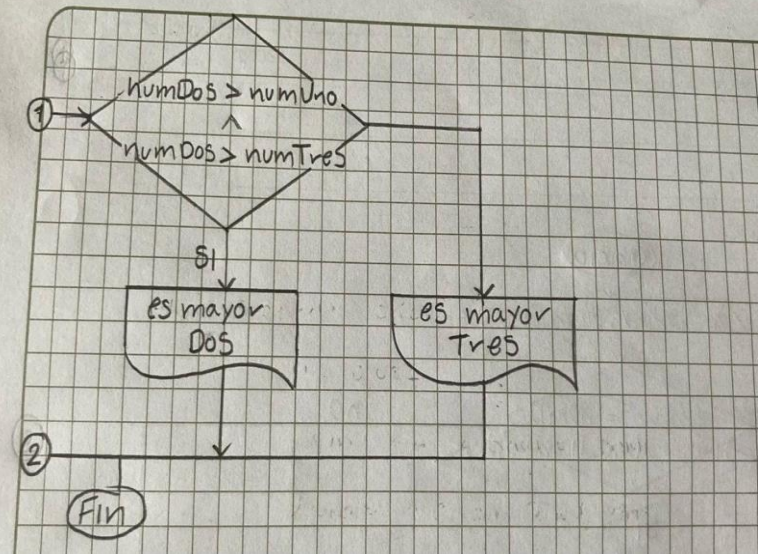 numDos > numUno
1
^
numDos > numTres
SI
es mayor
Dos
es mayor
Tres
2
Fin